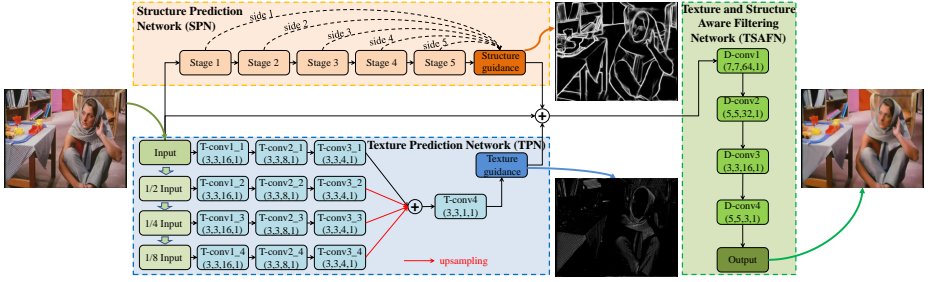 Structure Prediction
Network (SPN)
side 1
side 2
side 3
side 4
side 5
Stage 1
Stage 2
Stage 3
Stage 4
Stage 5
Structure
guidance
Texture and Structure
Aware Filtering
Network (TSAFN)
D-conv1
(7,7,64,1)
D-conv2
(5,5,32,1)
D-conv3
(3,3,16,1)
D-conv4
(5,5,3,1)
Output
Texture Prediction Network (TPN)
Input
T-conv1_1
(3,3,16,1)
T-conv2_1
(3,3,8,1)
T-conv3_1
(3,3,4,1)
1/2 Input
T-conv1_2
(3,3,16,1)
T-conv2_2
(3,3,8,1)
T-conv3_2
(3,3,4,1)
1/4 Input
T-conv1_3
(3,3,16,1)
T-conv2_3
(3,3,8,1)
T-conv3_3
(3,3,4,1)
1/8 Input
T-conv1_4
(3,3,16,1)
T-conv2_4
(3,3,8,1)
T-conv3_4
(3,3,4,1)
T-conv4
(3,3,1,1)
Texture
guidance
upsampling